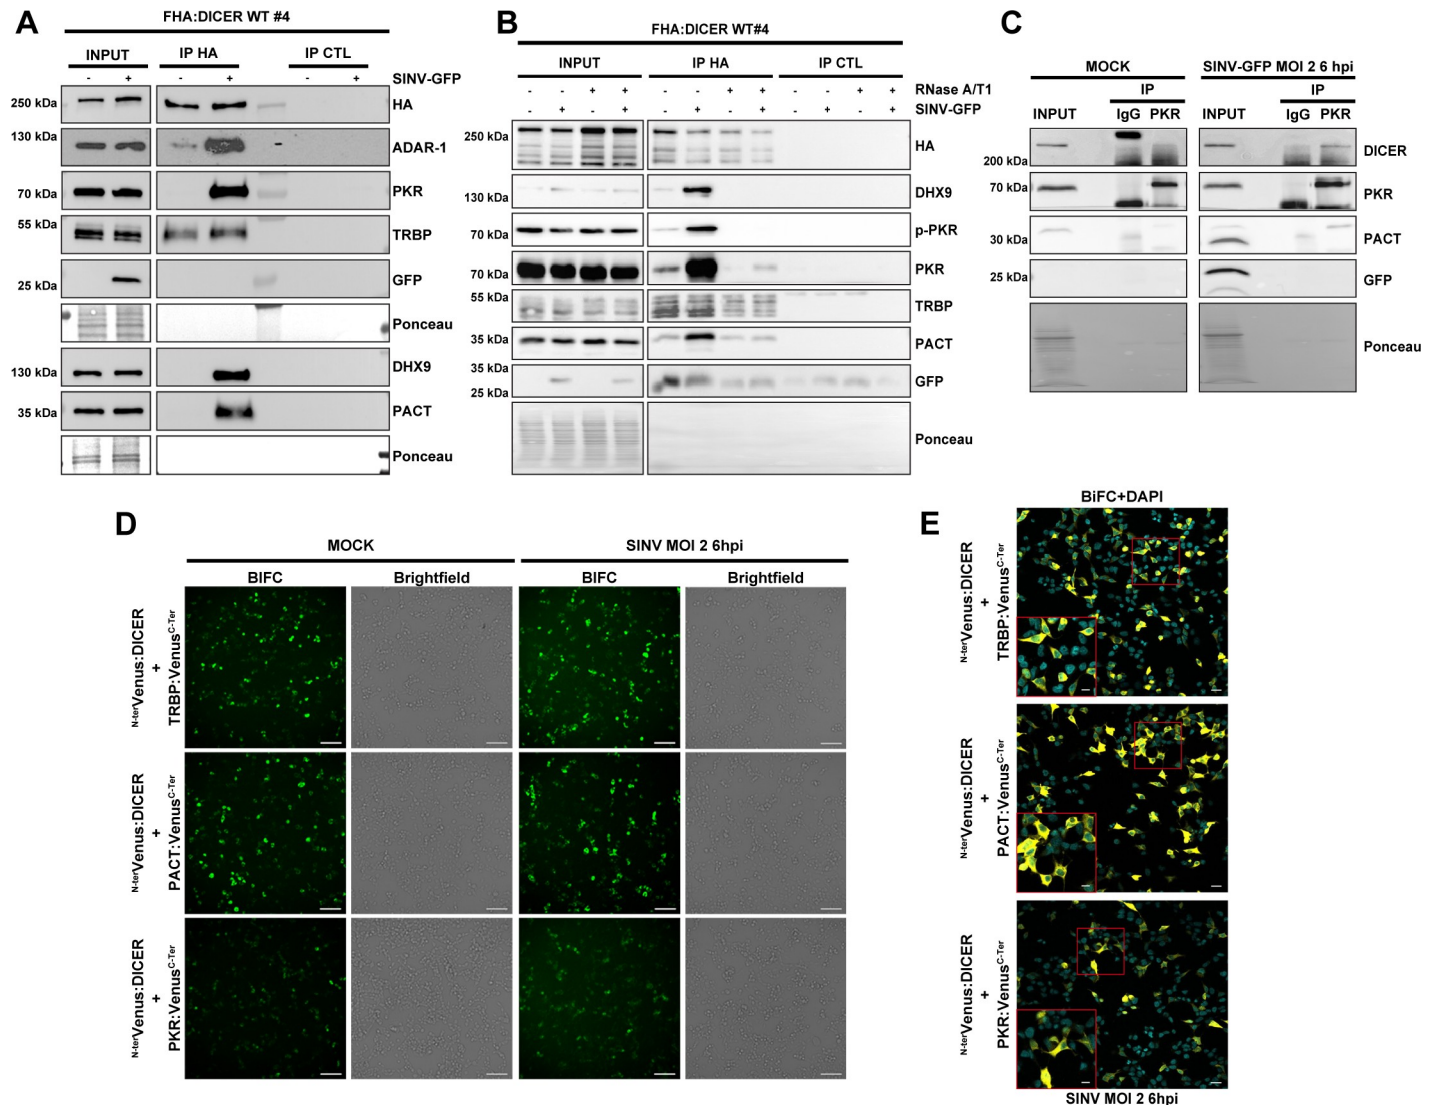 A
FHA:DICER WT #4
INPUT IP HA IP CTL
- + - + - + SINV-GFP
250 kDa HA
130 kDa ADAR-1
70 kDa PKR
55 kDa TRBP
25 kDa GFP
Ponceau
130 kDa DHX9
35 kDa PACT
Ponceau
B
FHA:DICER WT#4
INPUT IP HA IP CTL
- - + + - - + + - - + + RNase A/T1
- + - + - + - + - + - + SINV-GFP
250 kDa HA
130 kDa DHX9
70 kDa p-PKR
70 kDa PKR
55 kDa TRBP
35 kDa PACT
35 kDa
25 kDa GFP
Ponceau
C
MOCK SINV-GFP MOI 2 6 hpi
IP IP
INPUT IgG PKR INPUT IgG PKR
200 kDa DICER
70 kDa PKR
30 kDa PACT
25 kDa GFP
Ponceau
D
MOCK SINV MOI 2 6hpi
BIFC Brightfield BIFC Brightfield
N-terVenus:DICER
+
TRBP:VenusC-Ter
N-terVenus:DICER
+
PACT:VenusC-Ter
N-terVenus:DICER
+
PKR:VenusC-Ter
E
BiFC+DAPI
N-terVenus:DICER
+
TRBP:VenusC-Ter
N-terVenus:DICER
+
PACT:VenusC-Ter
N-terVenus:DICER
+
PKR:VenusC-Ter
SINV MOI 2 6hpi